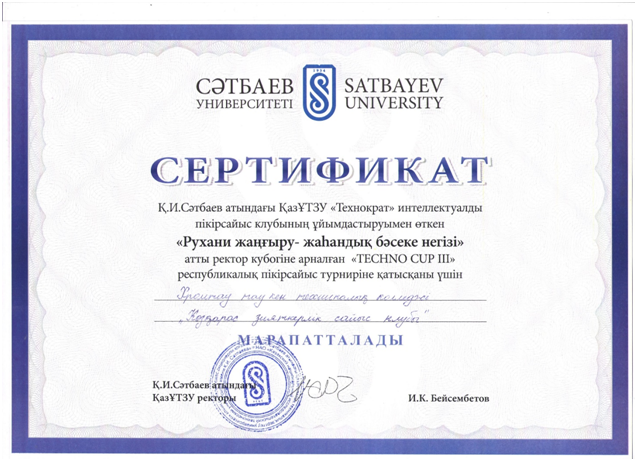 СӘТБАЕВ
УНИВЕРСИТЕТІ
SATBAYEV
UNIVERSITY
СЕРТИФИКАТ
Қ.И.Сәтбаев атындағы ҚазҰТЗУ «Технократ» интеллектуалды
пікірсайыс клубының ұйымдастыруымен өткен
«Рухани жаңғыру- жаһандық бәсеке негізі»
атты ректор кубогіне арналған «TECHNO CUP III»
республикалық пікірсайыс турниріне қатысқаны үшін
Хромтау тау кен техникалық колледжі
зияткерлік сайыс клубы"
МАРАПАТТАЛАДЫ
Қ.И.Сәтбаев атындағы
ҚазҰТЗУ ректоры
И.К. Бейсембетов